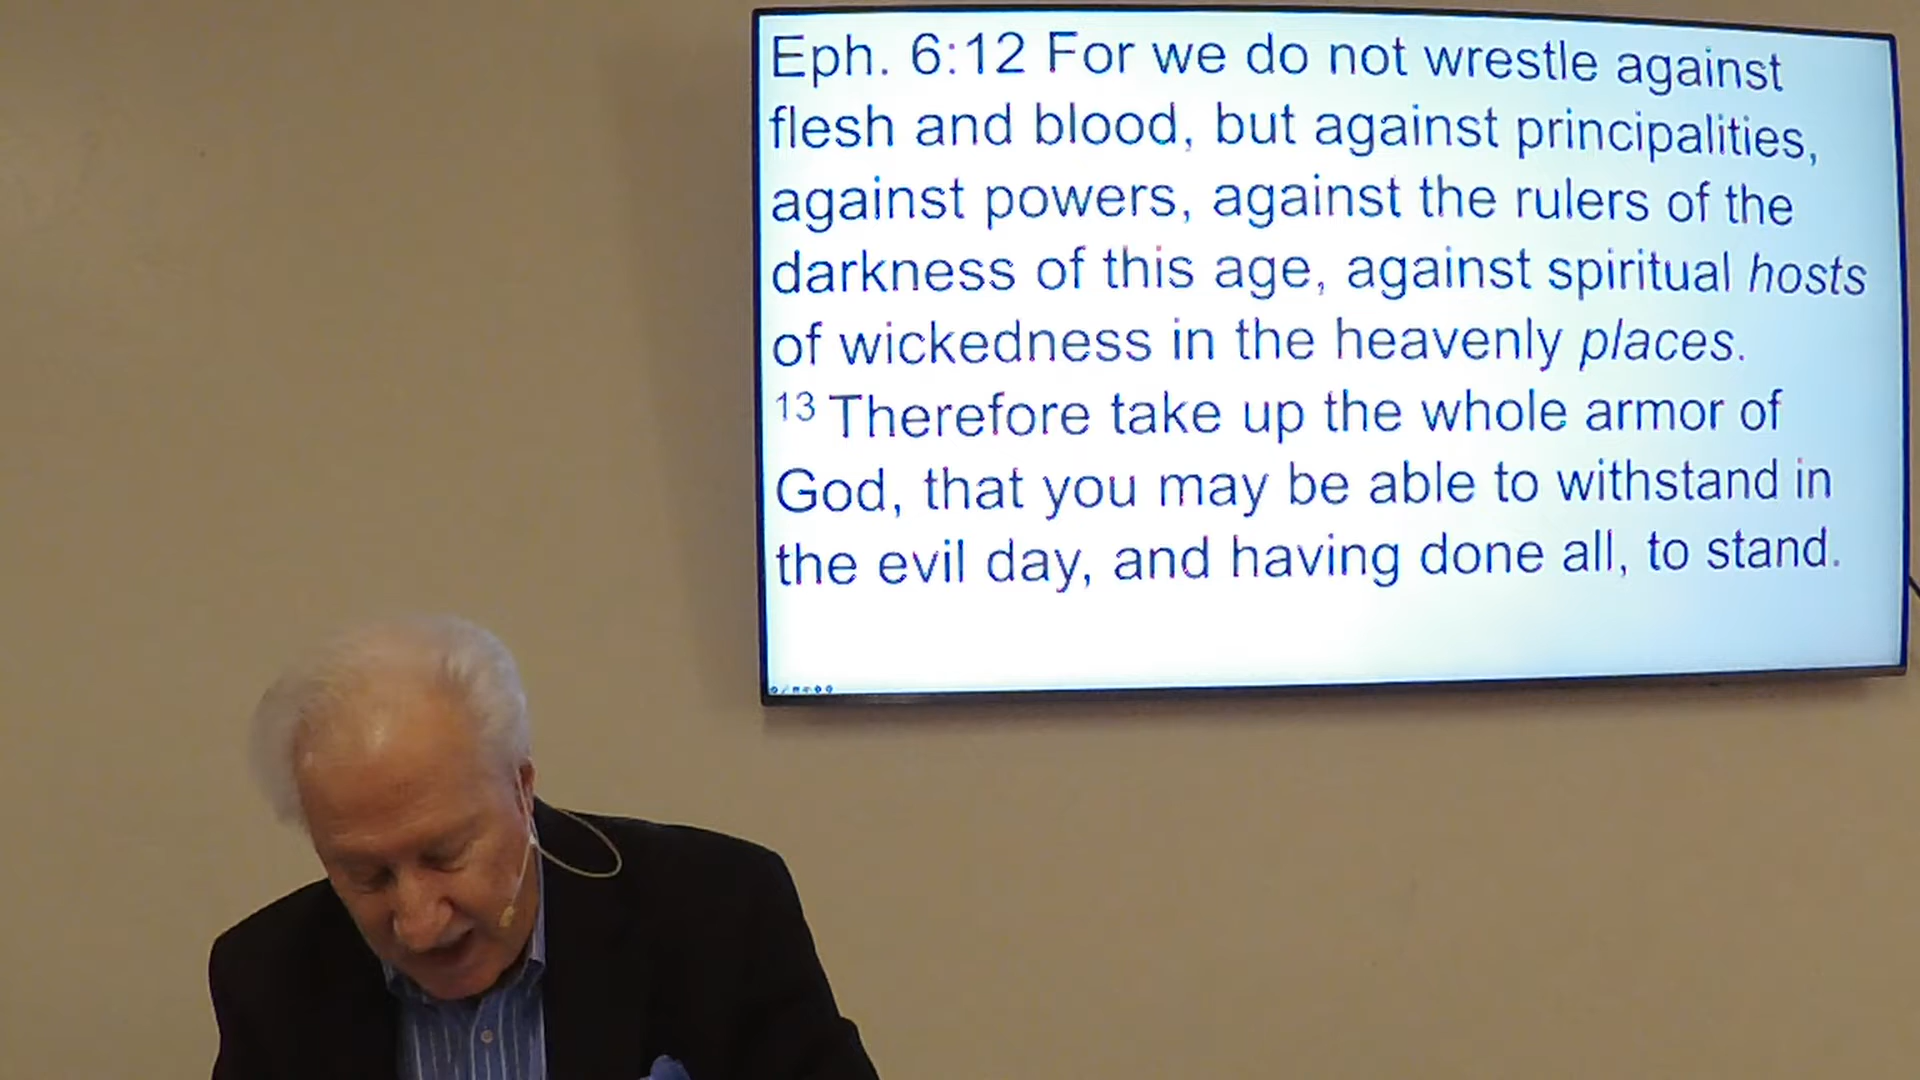 Eph. 6:12 For we do not wrestle against
flesh and blood, but against principalities,
against powers, against the rulers of the
darkness of this age, against spiritual hosts
of wickedness in the heavenly places.
13 Therefore take up the whole armor of
God, that you may be able to withstand in
the evil day, and having done all, to stand.